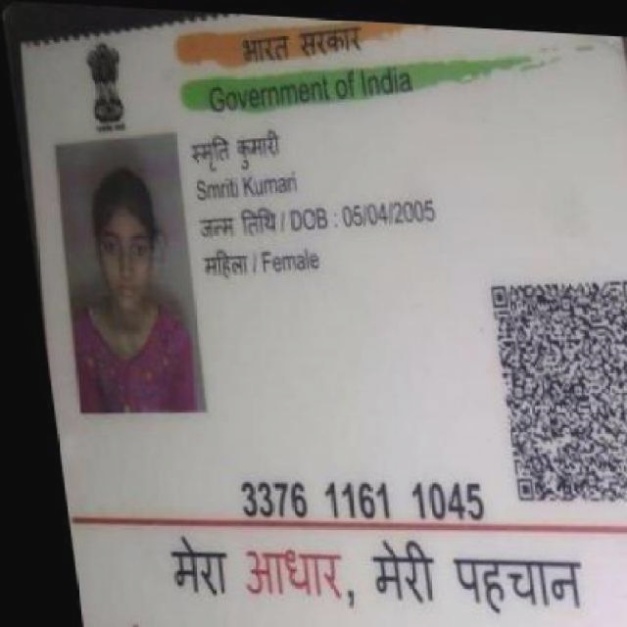 भारत सरकार
Government of India
स्मृति कुमारी
Smriti Kumari
जन्म तिथि / DOB : 05/04/2005
महिला / Female
3376 1161 1045
मेरा आधार, मेरी पहचान